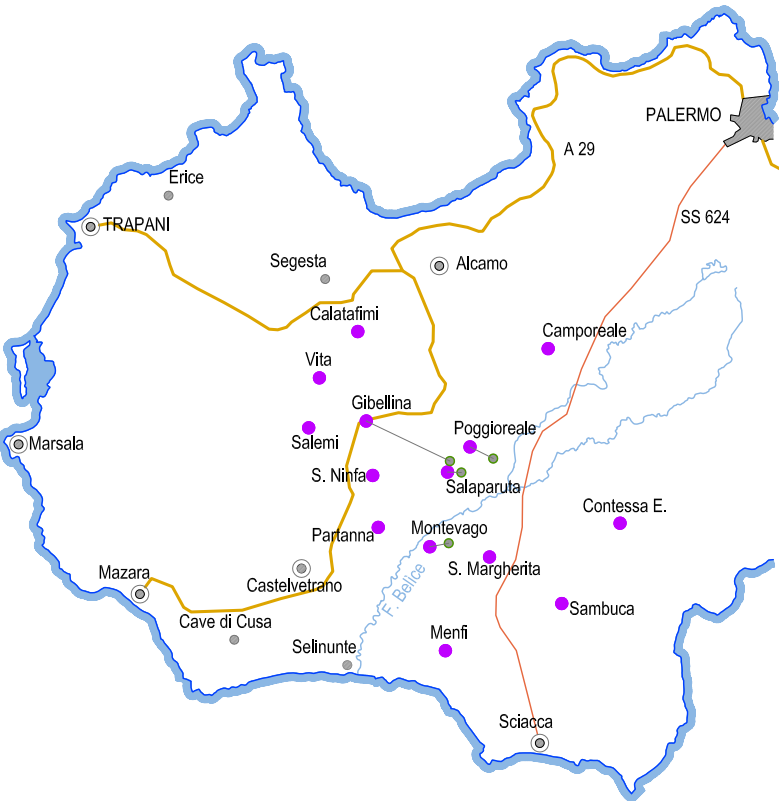 PALERMO
A 29
Erice
TRAPANI
SS 624
Segesta
Alcamo
Calatafimi
Camporeale
Vita
Gibellina
Poggioreale
Marsala
Salemi
S. Ninfa
Salaparuta
Contessa E.
Partanna
Montevago
S. Margherita
Mazara
Castelvetrano
F. Belice
Sambuca
Cave di Cusa
Menfi
Selinunte
Sciacca